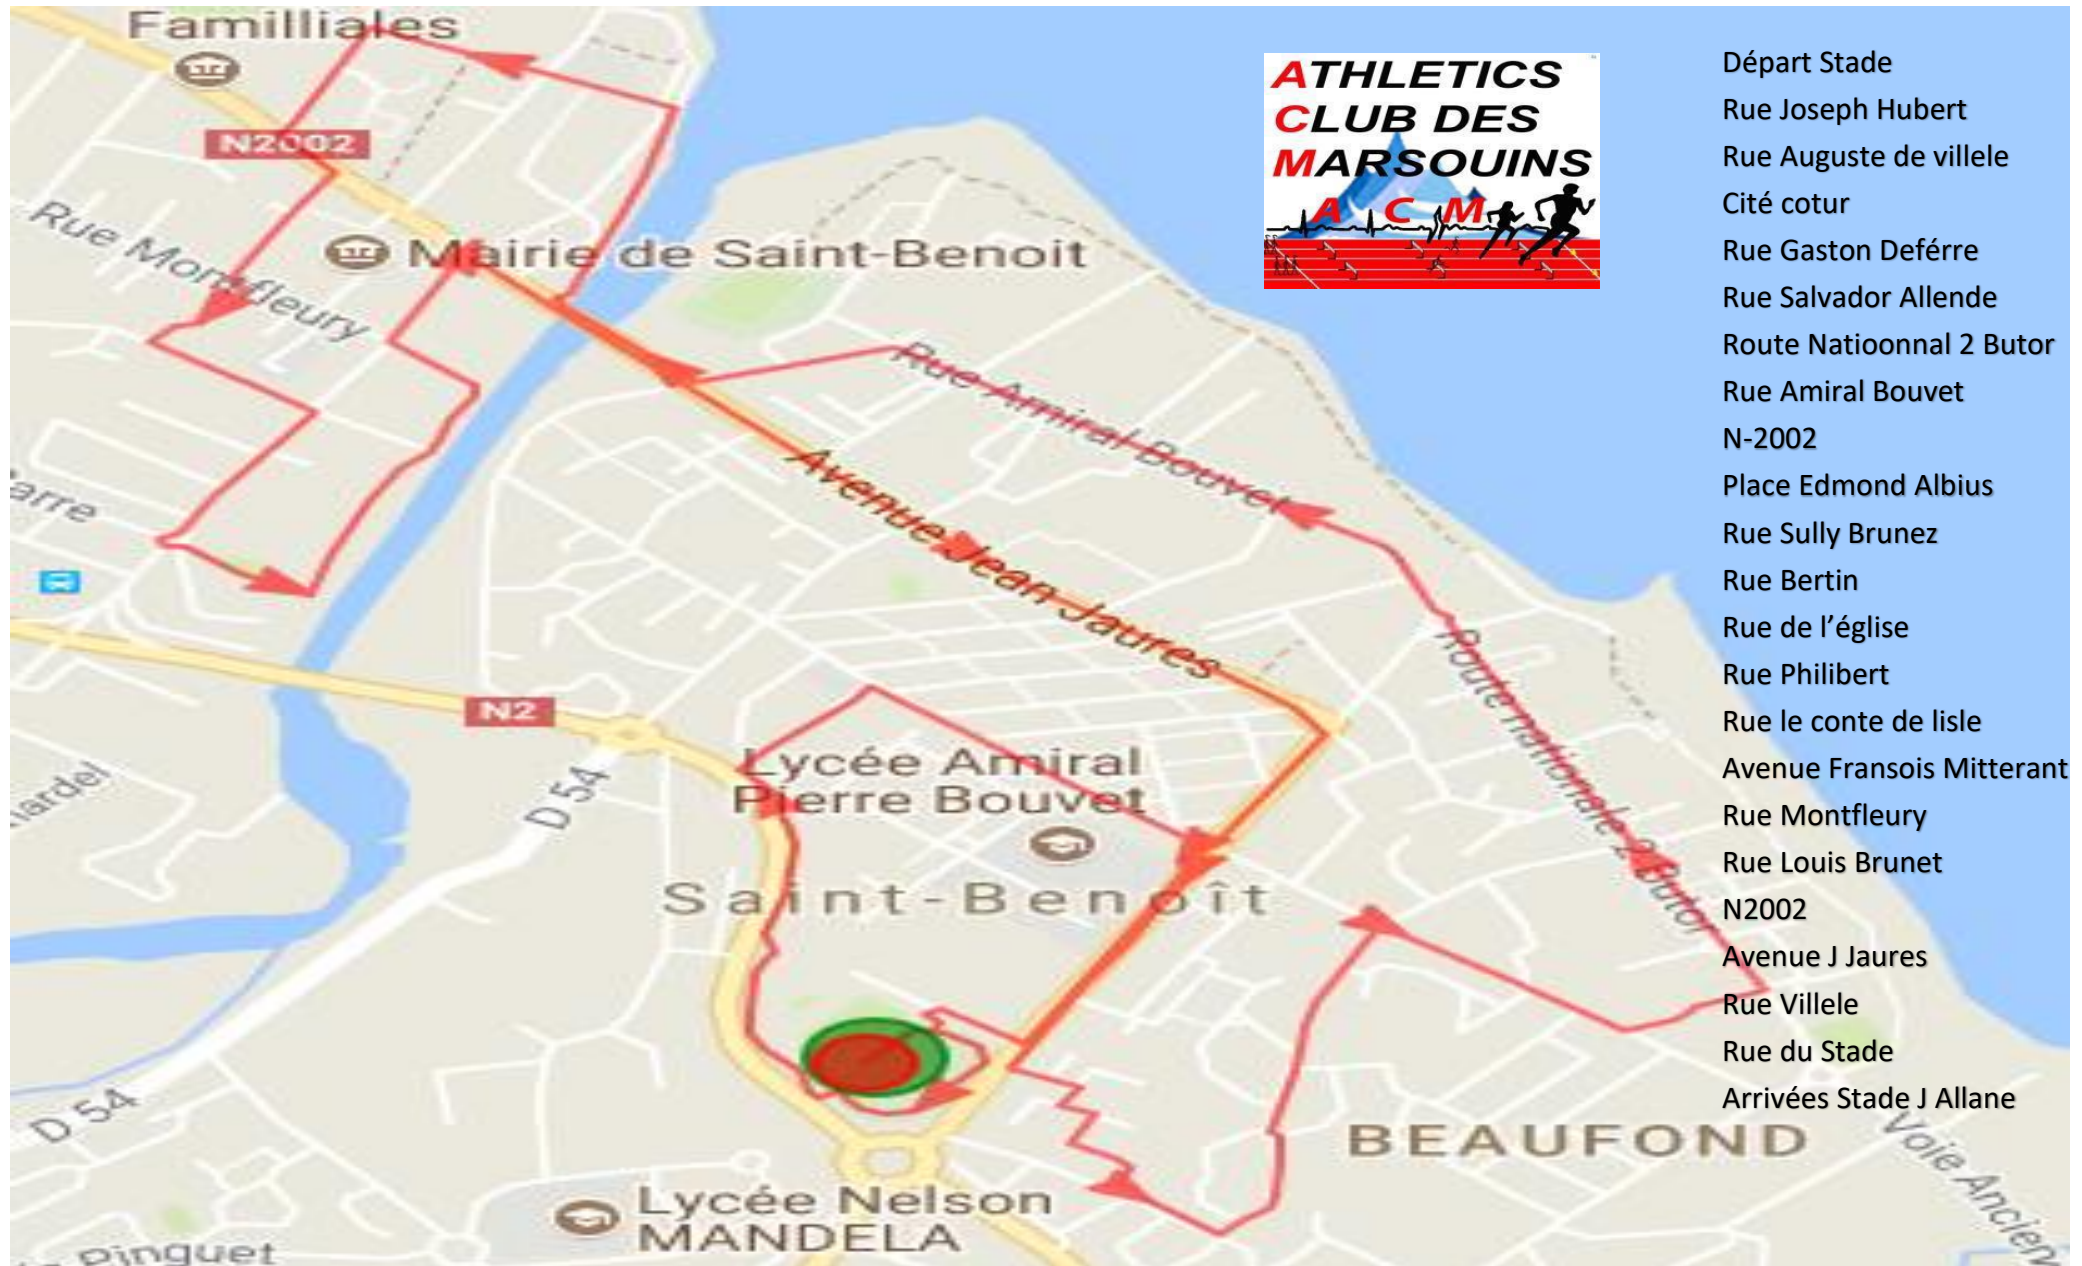 Familliales
N2002
Rue Montfleury
Mairie de Saint-Benoit
arre
N2
D 54
Rue Amiral Bouvet
Avenue Jean Jaures
Route nationale 2 Butor
Lycée Amiral
Pierre Bouvet
Saint-Benoît
D 54
BEAUFOND
Lycée Nelson
MANDELA
Pinguet
Voie Ancien
ATHLETICS
CLUB DES
MARSOUINS
A C M
Départ Stade
Rue Joseph Hubert
Rue Auguste de villele
Cité cotur
Rue Gaston Deférre
Rue Salvador Allende
Route Natioonnal 2 Butor
Rue Amiral Bouvet
N-2002
Place Edmond Albius
Rue Sully Brunez
Rue Bertin
Rue de l’église
Rue Philibert
Rue le conte de lisle
Avenue Fransois Mitterant
Rue Montfleury
Rue Louis Brunet
N2002
Avenue J Jaures
Rue Villele
Rue du Stade
Arrivées Stade J Allane